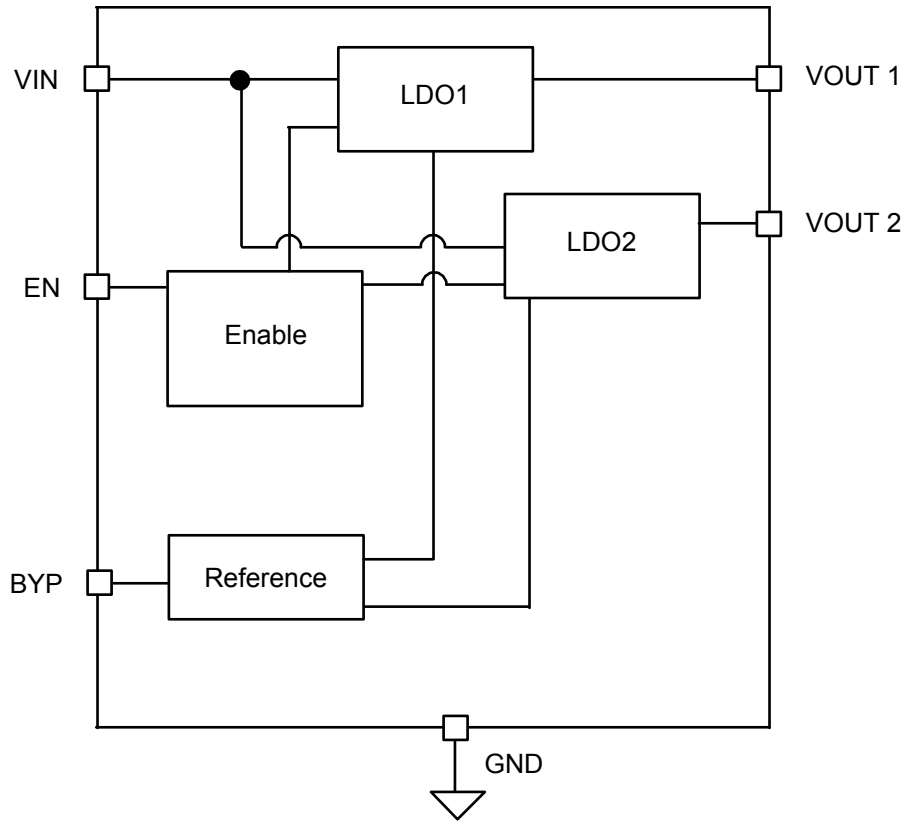 VIN
LDO1
VOUT 1
LDO2
VOUT 2
EN
Enable
BYP
Reference
GND